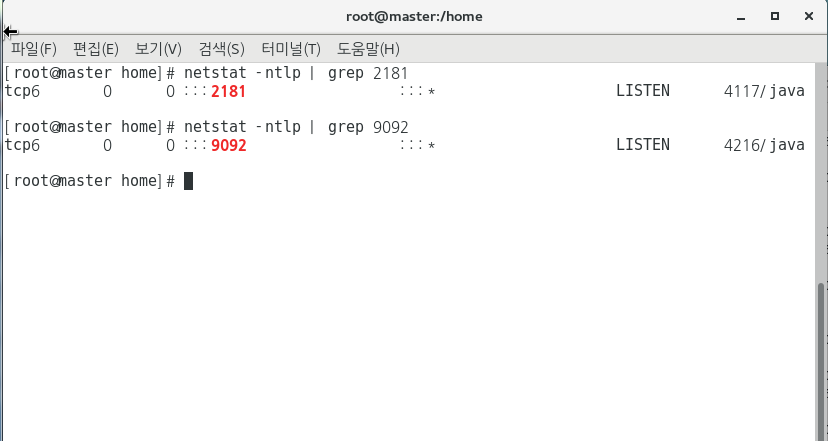 root@master:/home
파일(F) 편집(E) 보기(V) 검색(S) 터미널(T) 도움말(H)
[root@master home]# netstat -ntlp | grep 2181
tcp6       0      0 :::2181                 :::*                    LISTEN      4117/java
[root@master home]# netstat -ntlp | grep 9092
tcp6       0      0 :::9092                 :::*                    LISTEN      4216/java
[root@master home]#